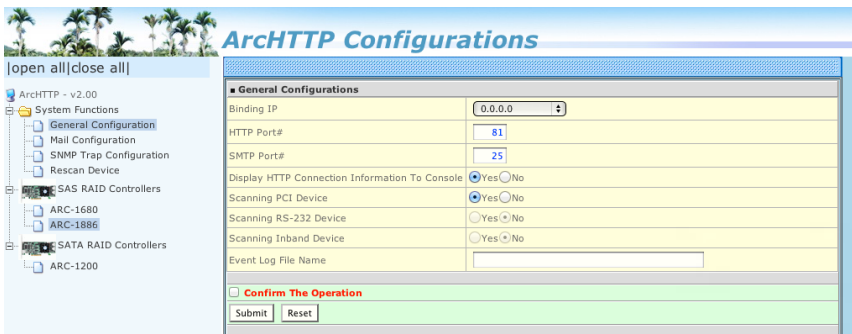 ArcHTTP Configurations
|open all|close all|
ArcHTTP - v2.00
System Functions
General Configuration
Mail Configuration
SNMP Trap Configuration
Rescan Device
SAS RAID Controllers
ARC-1680
ARC-1886
SATA RAID Controllers
ARC-1200
General Configurations
Binding IP 0.0.0.0
HTTP Port# 81
SMTP Port# 25
Display HTTP Connection Information To Console Yes No
Scanning PCI Device Yes No
Scanning RS-232 Device Yes No
Scanning Inband Device Yes No
Event Log File Name
Confirm The Operation
Submit Reset